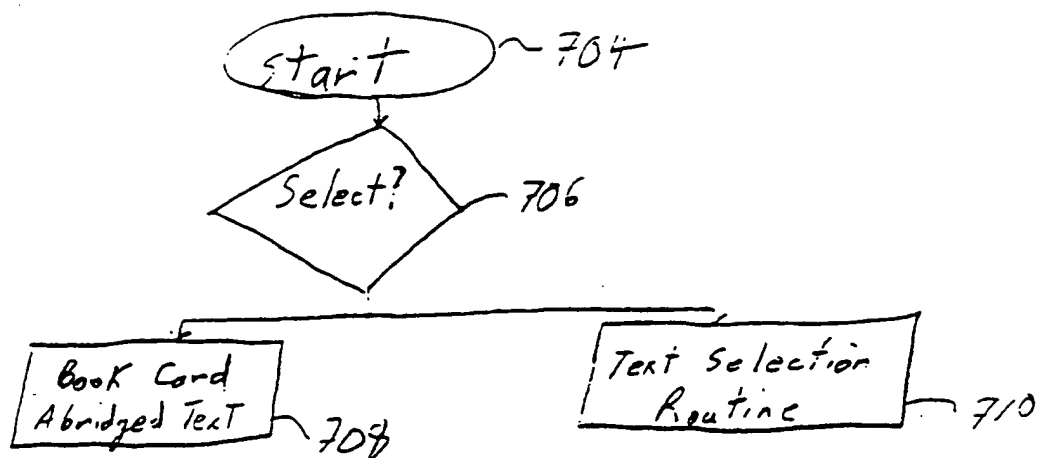 Start 704
Select? 706
Book Card
Abridged Text 708
Text Selection
Routine 710